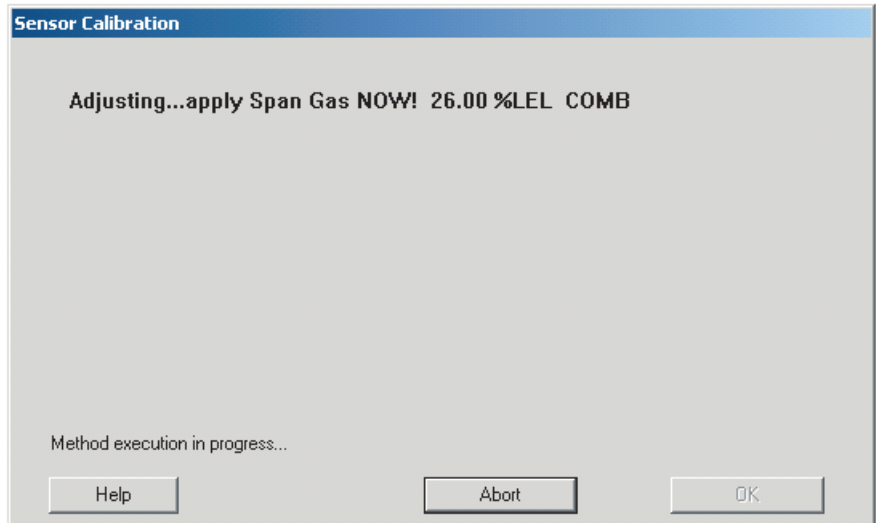 Sensor Calibration
Adjusting...apply Span Gas NOW! 26.00 %LEL COMB
Method execution in progress...
Help Abort OK